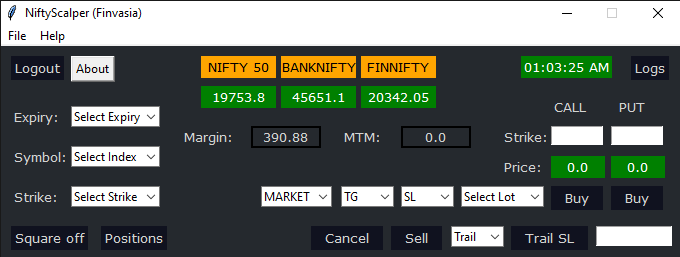 NiftyScalper (Finvasia)
File Help
Logout About NIFTY 50 BANKNIFTY FINNIFTY 01:03:25 AM Logs
19753.8 45651.1 20342.05
CALL PUT
Expiry: Select Expiry
Margin: 390.88 MTM: 0.0 Strike:
Symbol: Select Index
Price: 0.0 0.0
Strike: Select Strike MARKET TG SL Select Lot Buy Buy
Square off Positions Cancel Sell Trail Trail SL